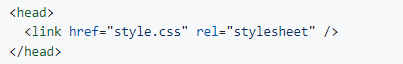 <head>
  <link href="style.css" rel="stylesheet" />
</head>